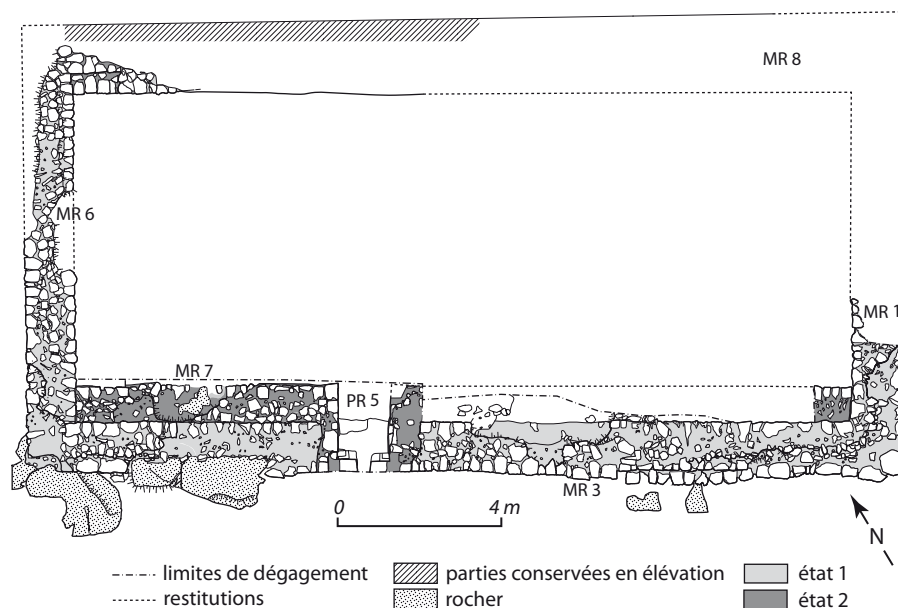 MR 8
MR 6
MR 1
MR 7
PR 5
MR 3
0 4 m
N
limites de dégagement
parties conservées en élévation
état 1
restitutions
rocher
état 2